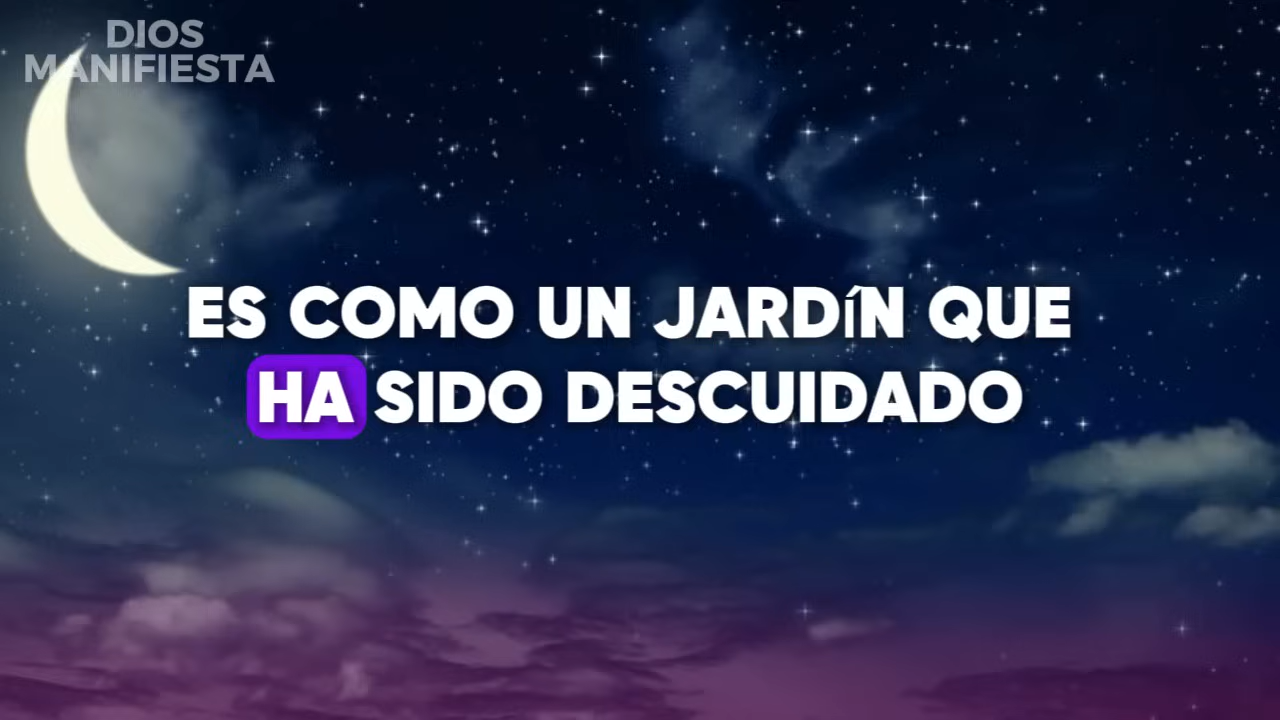 DIOS
MANIFIESTA
ES COMO UN JARDíN QUE
HA SIDO DESCUIDADO